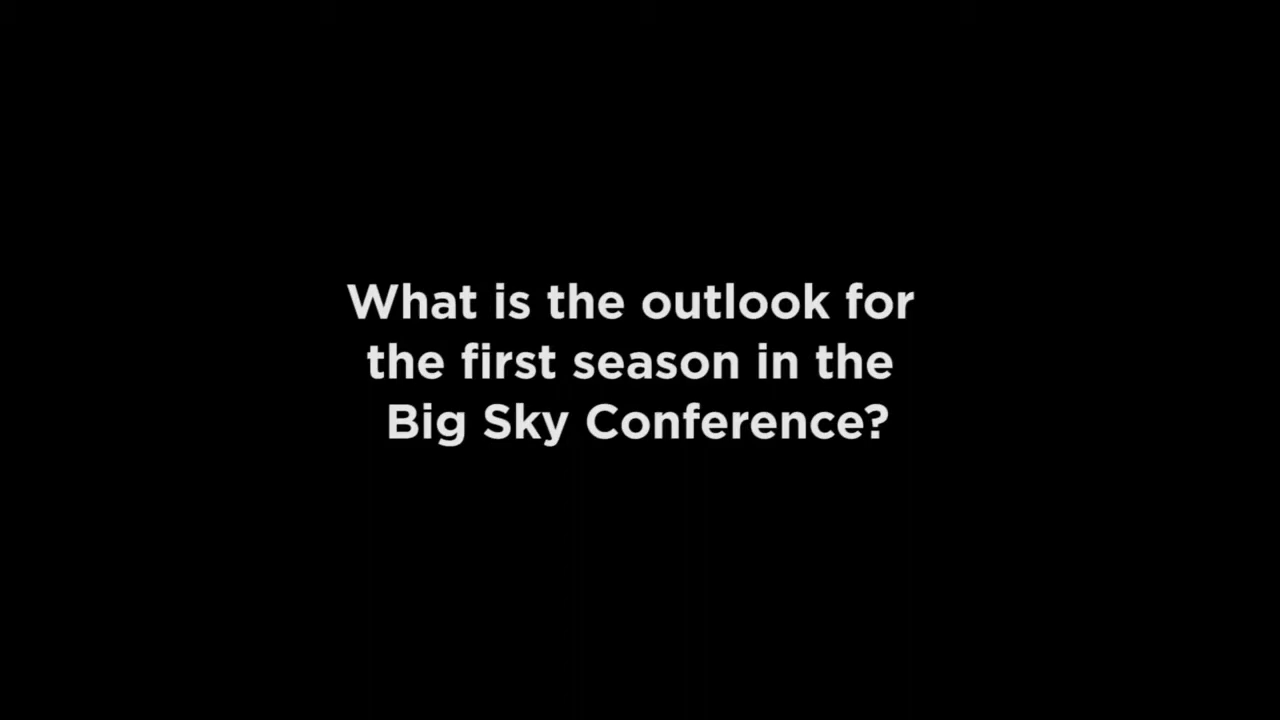 What is the outlook for
the first season in the
Big Sky Conference?